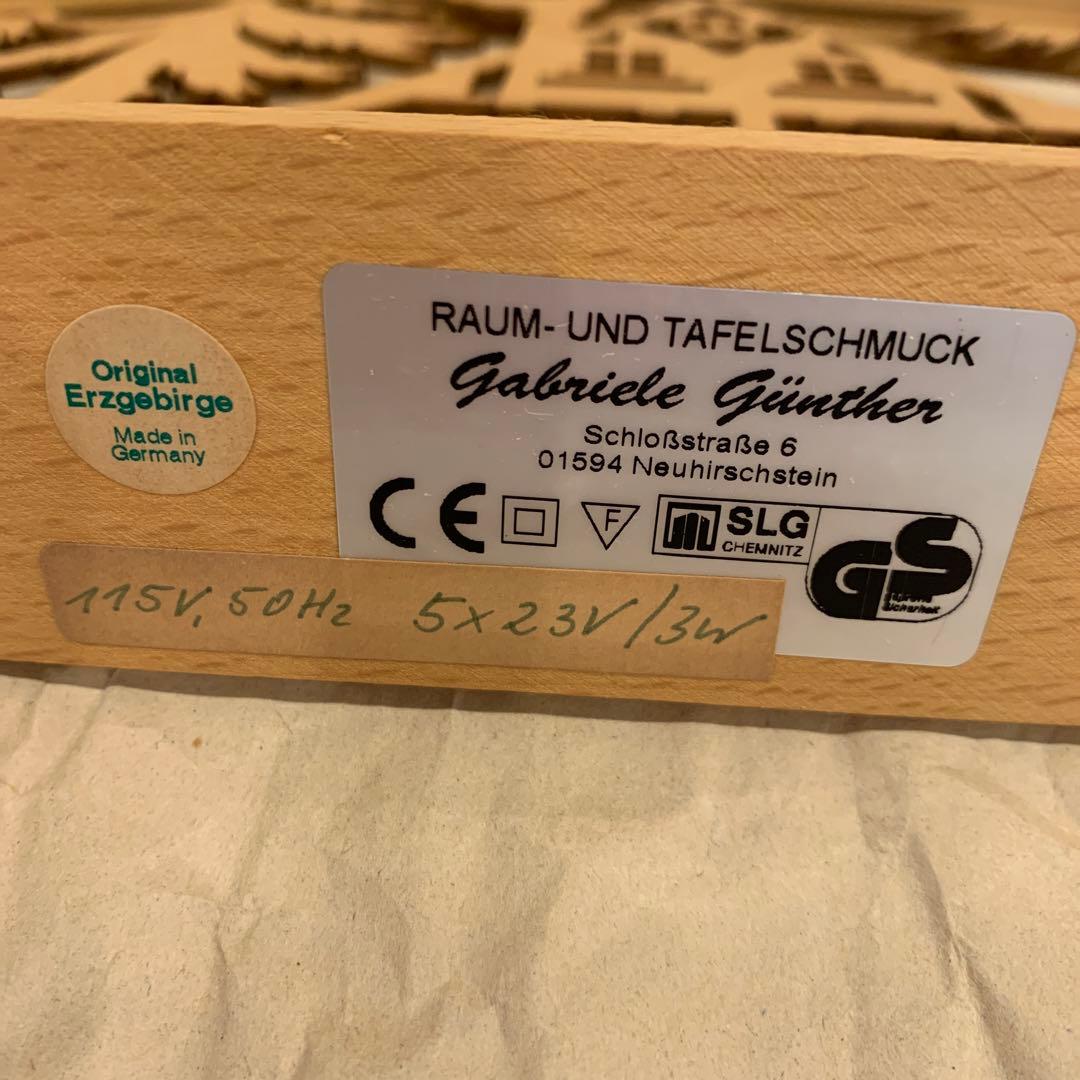 Original
Erzgebirge
Made in
Germany
RAUM- UND TAFELSCHMUCK
Gabriele Günther
Schloßstraße 6
01594 Neuhirschstein
CE
F
SLG
CHEMNITZ
GS
Sicherheit
115V, 50Hz 5x23V/3W